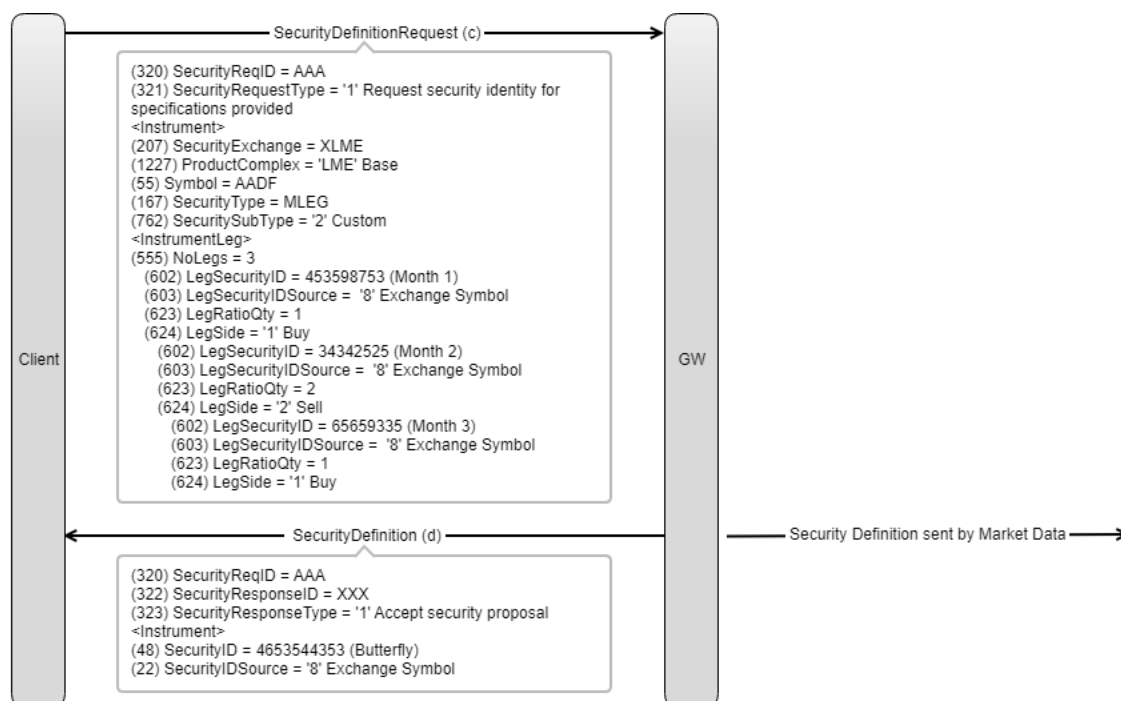 SecurityDefinitionRequest (c)
(320) SecurityReqID = AAA
(321) SecurityRequestType = '1' Request security identity for
specifications provided
<Instrument>
(207) SecurityExchange = XLME
(1227) ProductComplex = 'LME' Base
(55) Symbol = AADF
(167) SecurityType = MLEG
(762) SecuritySubType = '2' Custom
<InstrumentLeg>
(555) NoLegs = 3
(602) LegSecurityID = 453598753 (Month 1)
(603) LegSecurityIDSource =  '8' Exchange Symbol
(623) LegRatioQty = 1
(624) LegSide = '1' Buy
(602) LegSecurityID = 34342525 (Month 2)
(603) LegSecurityIDSource =  '8' Exchange Symbol
(623) LegRatioQty = 2
(624) LegSide = '2' Sell
(602) LegSecurityID = 65659335 (Month 3)
(603) LegSecurityIDSource =  '8' Exchange Symbol
(623) LegRatioQty = 1
(624) LegSide = '1' Buy
Client
GW
SecurityDefinition (d)
Security Definition sent by Market Data
(320) SecurityReqID = AAA
(322) SecurityResponseID = XXX
(323) SecurityResponseType = '1' Accept security proposal
<Instrument>
(48) SecurityID = 4653544353 (Butterfly)
(22) SecurityIDSource = '8' Exchange Symbol